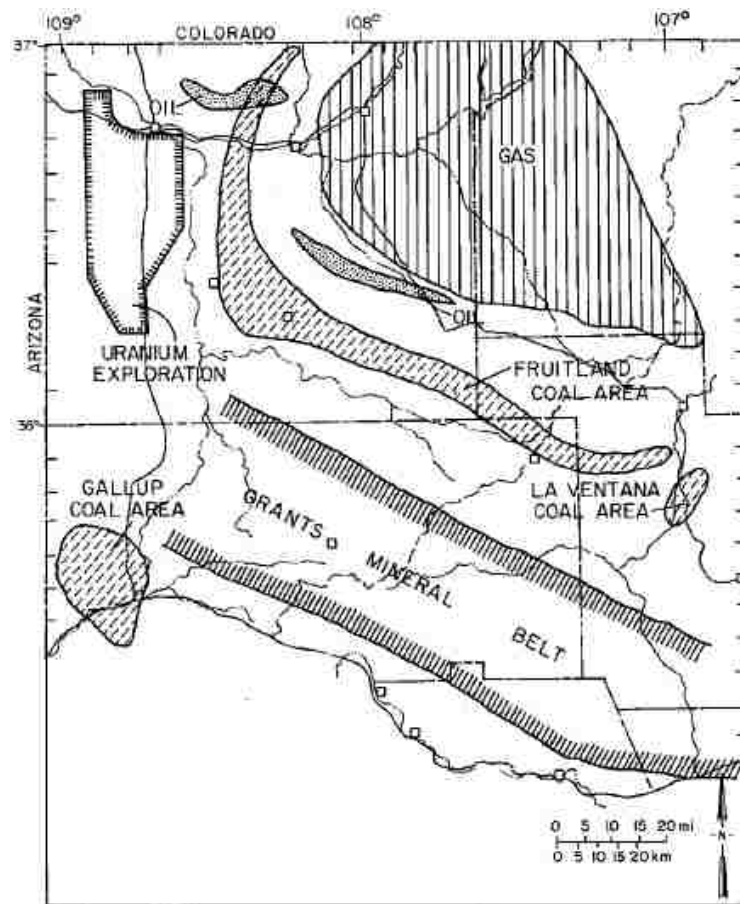 109°
108°
107°
37°
COLORADO
OIL
GAS
ARIZONA
OIL
URANIUM
EXPLORATION
FRUITLAND
COAL AREA
36°
GALLUP
COAL AREA
LA VENTANA
COAL AREA
GRANTS
MINERAL
BELT
0 5 10 15 20 mi
0 5 10 15 20 km
N